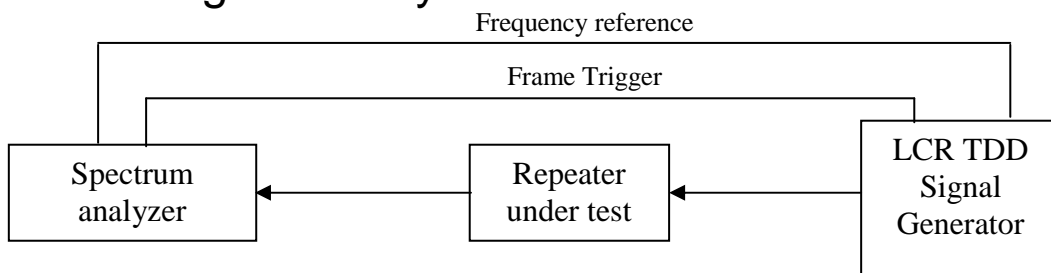 Frequency reference
Frame Trigger
Spectrum
analyzer
Repeater
under test
LCR TDD
Signal
Generator